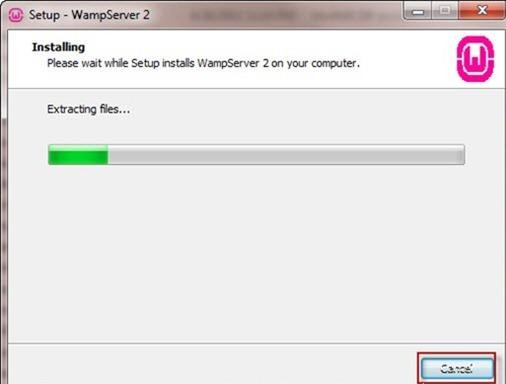 Setup - WampServer 2
Installing
Please wait while Setup installs WampServer 2 on your computer.
Extracting files...
Cancel